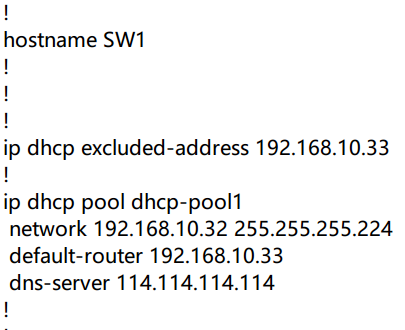 !
hostname SW1
!
!
!
ip dhcp excluded-address 192.168.10.33
!
ip dhcp pool dhcp-pool1
network 192.168.10.32 255.255.255.224
default-router 192.168.10.33
dns-server 114.114.114.114
!